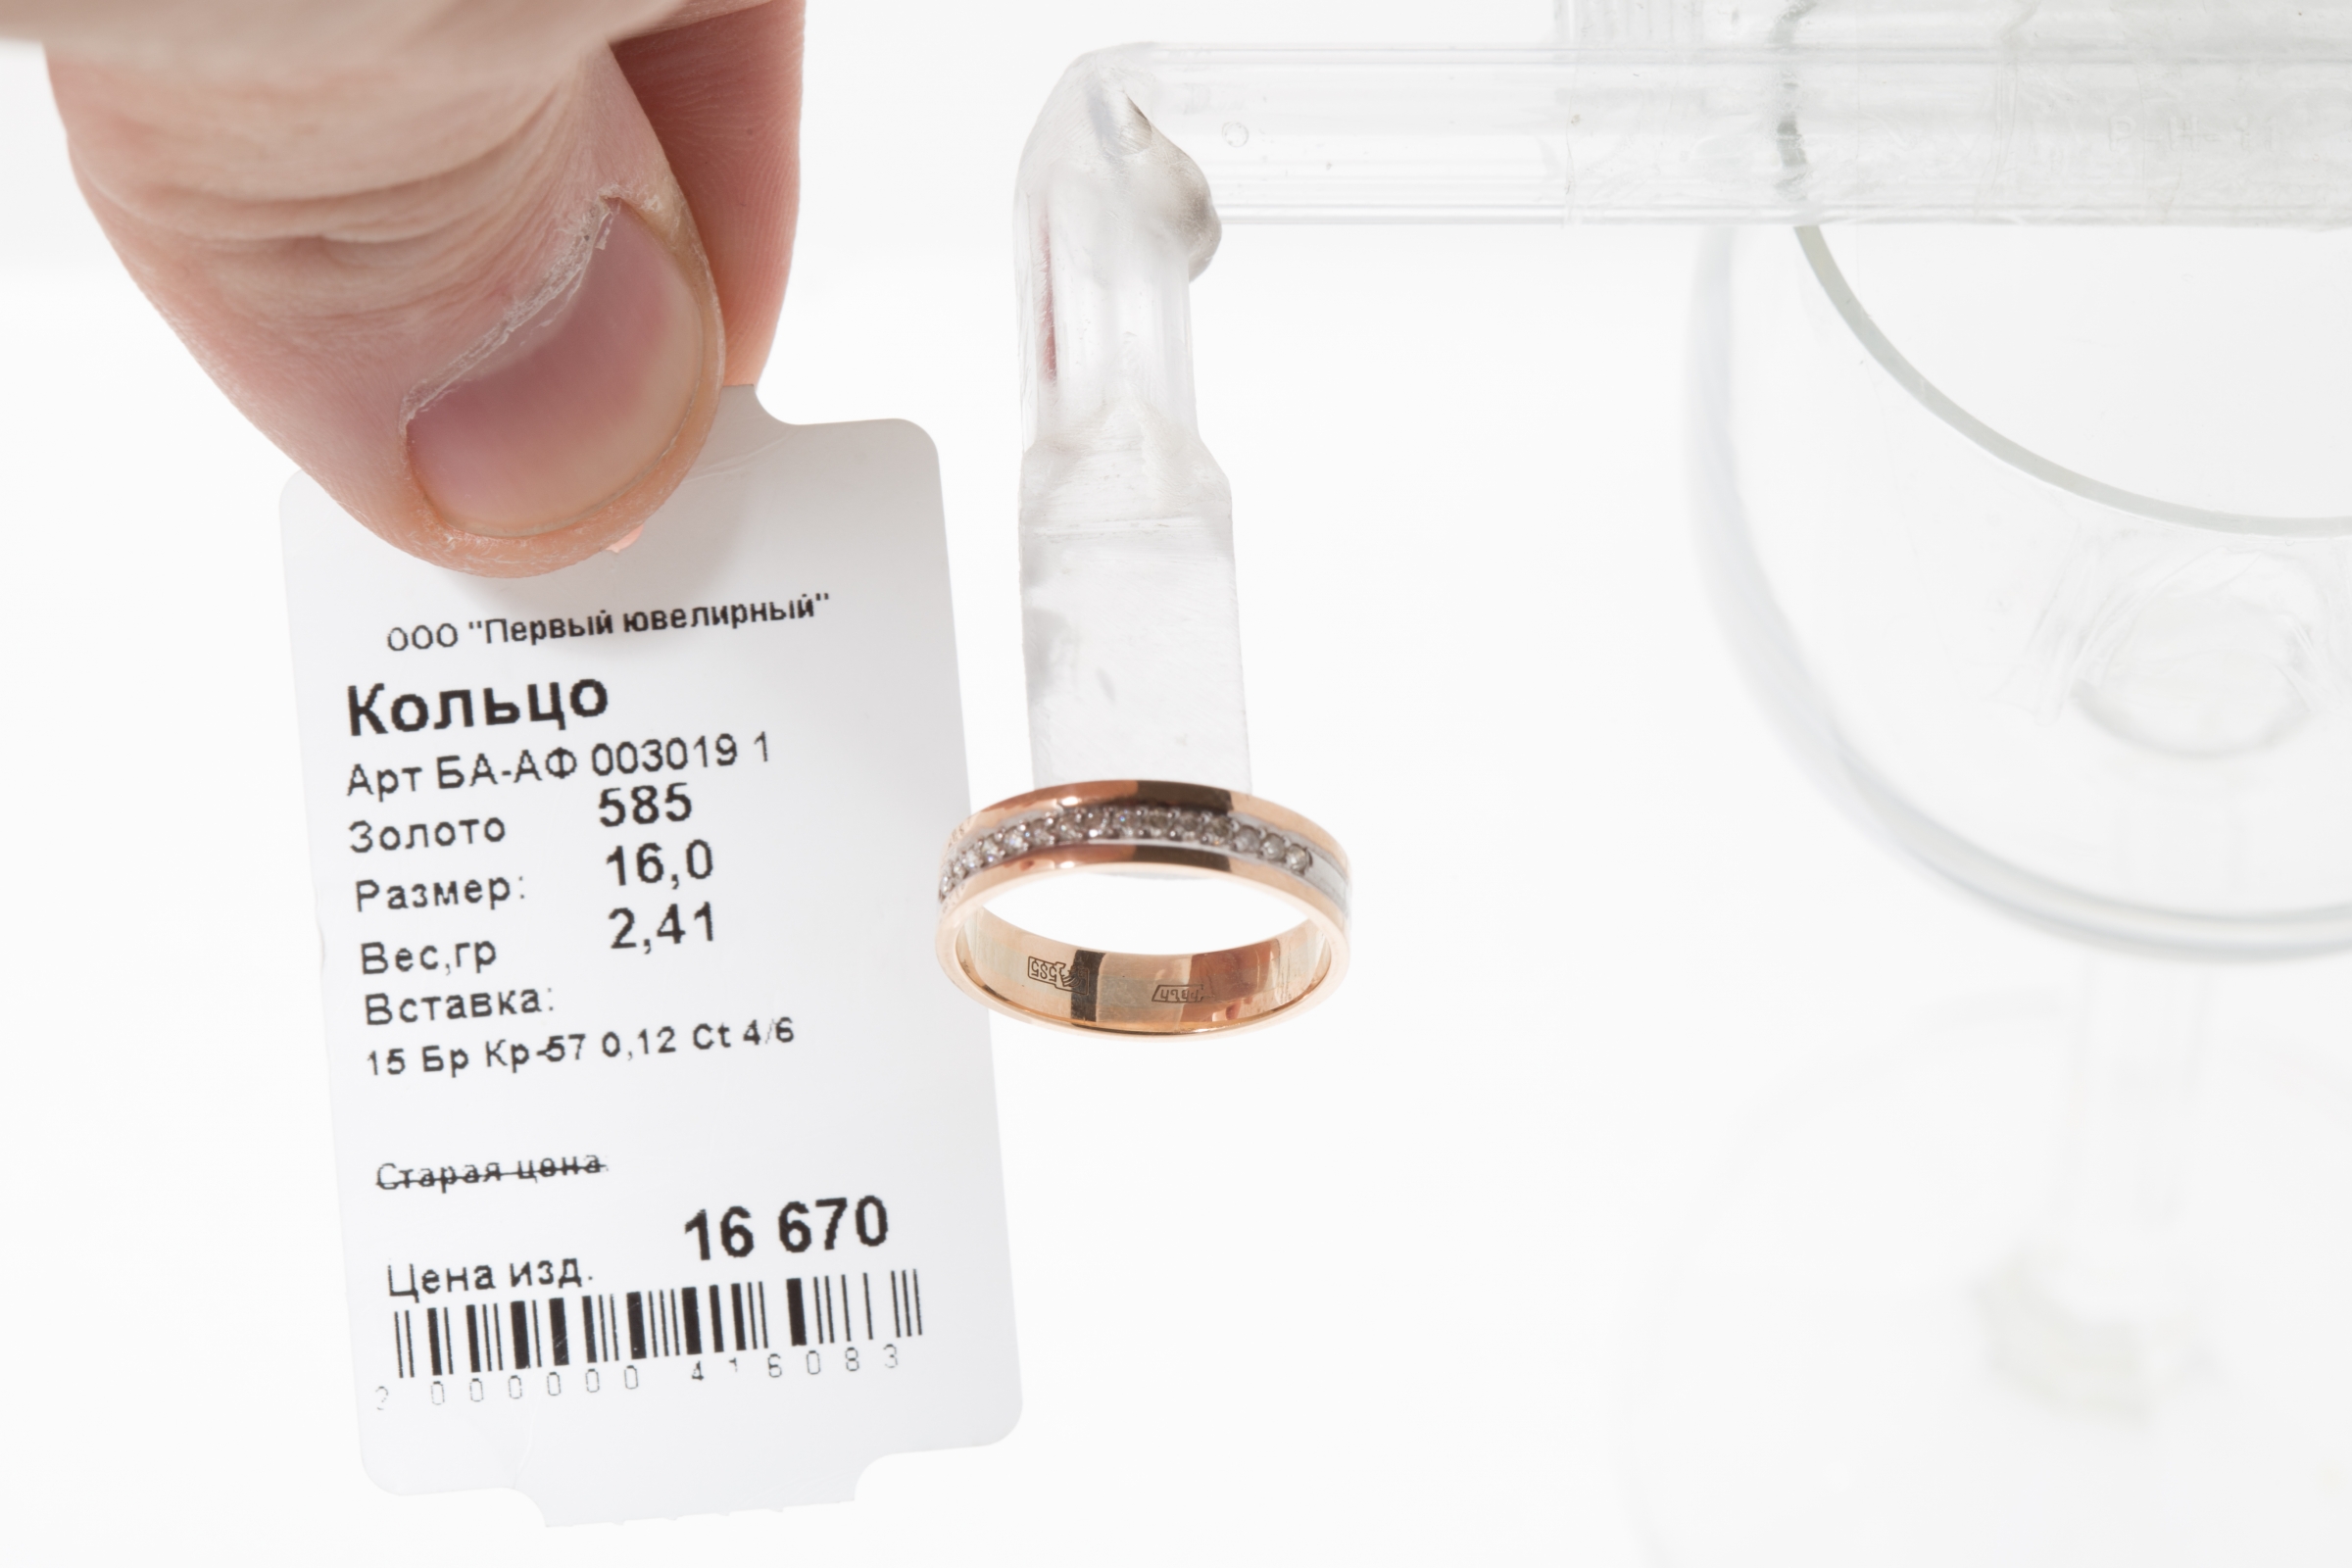 ООО "Первый ювелирный"
Кольцо
Арт БА-АФ 003019 1
Золото 585
Размер: 16,0
Вес,гр 2,41
Вставка:
15 Бр Кр-57 0,12 Ct 4/6
Старая цена:
16 670
Цена изд.
2 000000 416083
585